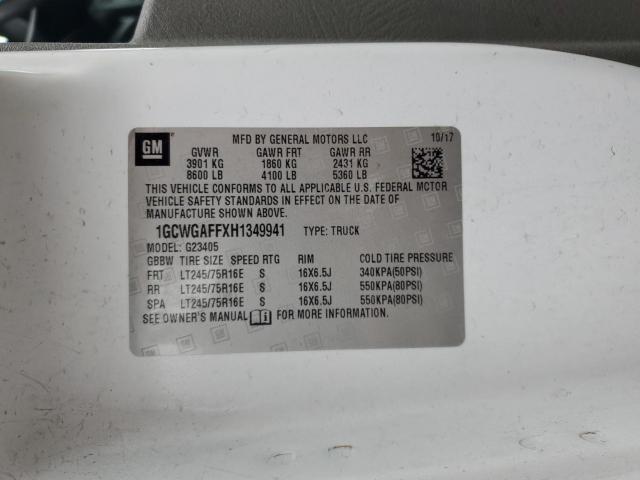 GM
MFD BY GENERAL MOTORS LLC 10/17
GVWR GAWR FRT GAWR RR
3901 KG 1860 KG 2431 KG
8600 LB 4100 LB 5360 LB
THIS VEHICLE CONFORMS TO ALL APPLICABLE U.S. FEDERAL MOTOR
VEHICLE SAFETY STANDARDS IN EFFECT ON THE DATE OF
MANUFACTURE SHOWN ABOVE.
1GCWGAFFXH1349941 TYPE: TRUCK
MODEL: G23405
GBBW TIRE SIZE SPEED RTG RIM COLD TIRE PRESSURE
FRT LT245/75R16E S 16X6.5J 340KPA(50PSI)
RR LT245/75R16E S 16X6.5J 550KPA(80PSI)
SPA LT245/75R16E S 16X6.5J 550KPA(80PSI)
SEE OWNER'S MANUAL FOR MORE INFORMATION.